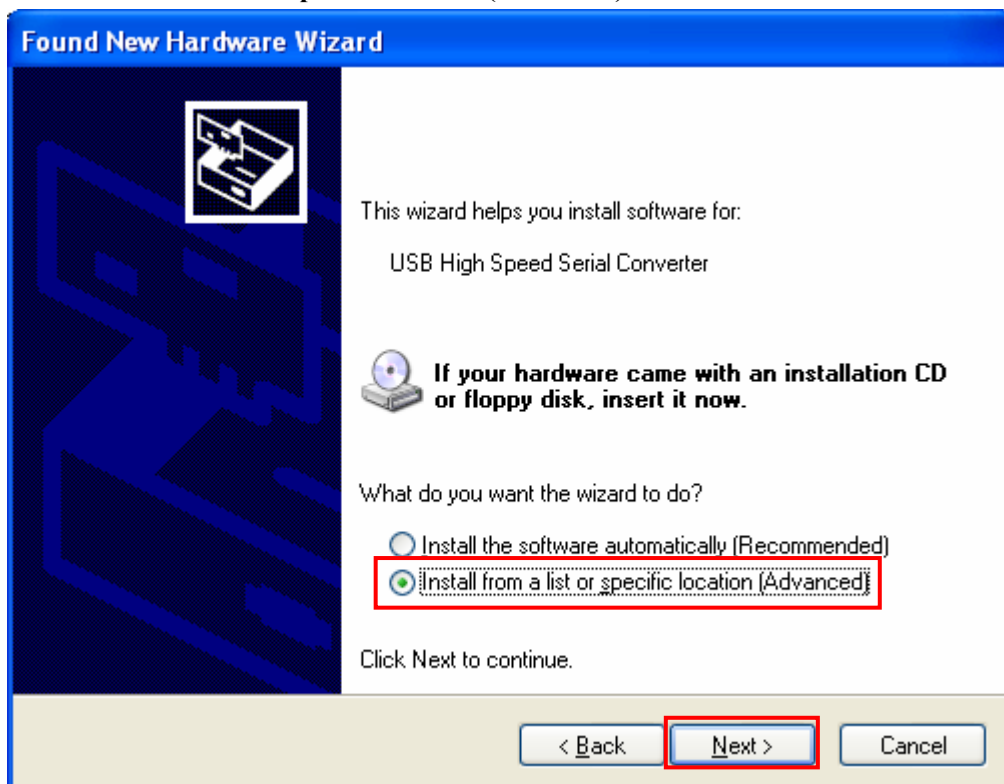 Found New Hardware Wizard
This wizard helps you install software for:
USB High Speed Serial Converter
If your hardware came with an installation CD
or floppy disk, insert it now.
What do you want the wizard to do?
Install the software automatically (Recommended)
Install from a list or specific location (Advanced)
Click Next to continue.
< Back
Next >
Cancel